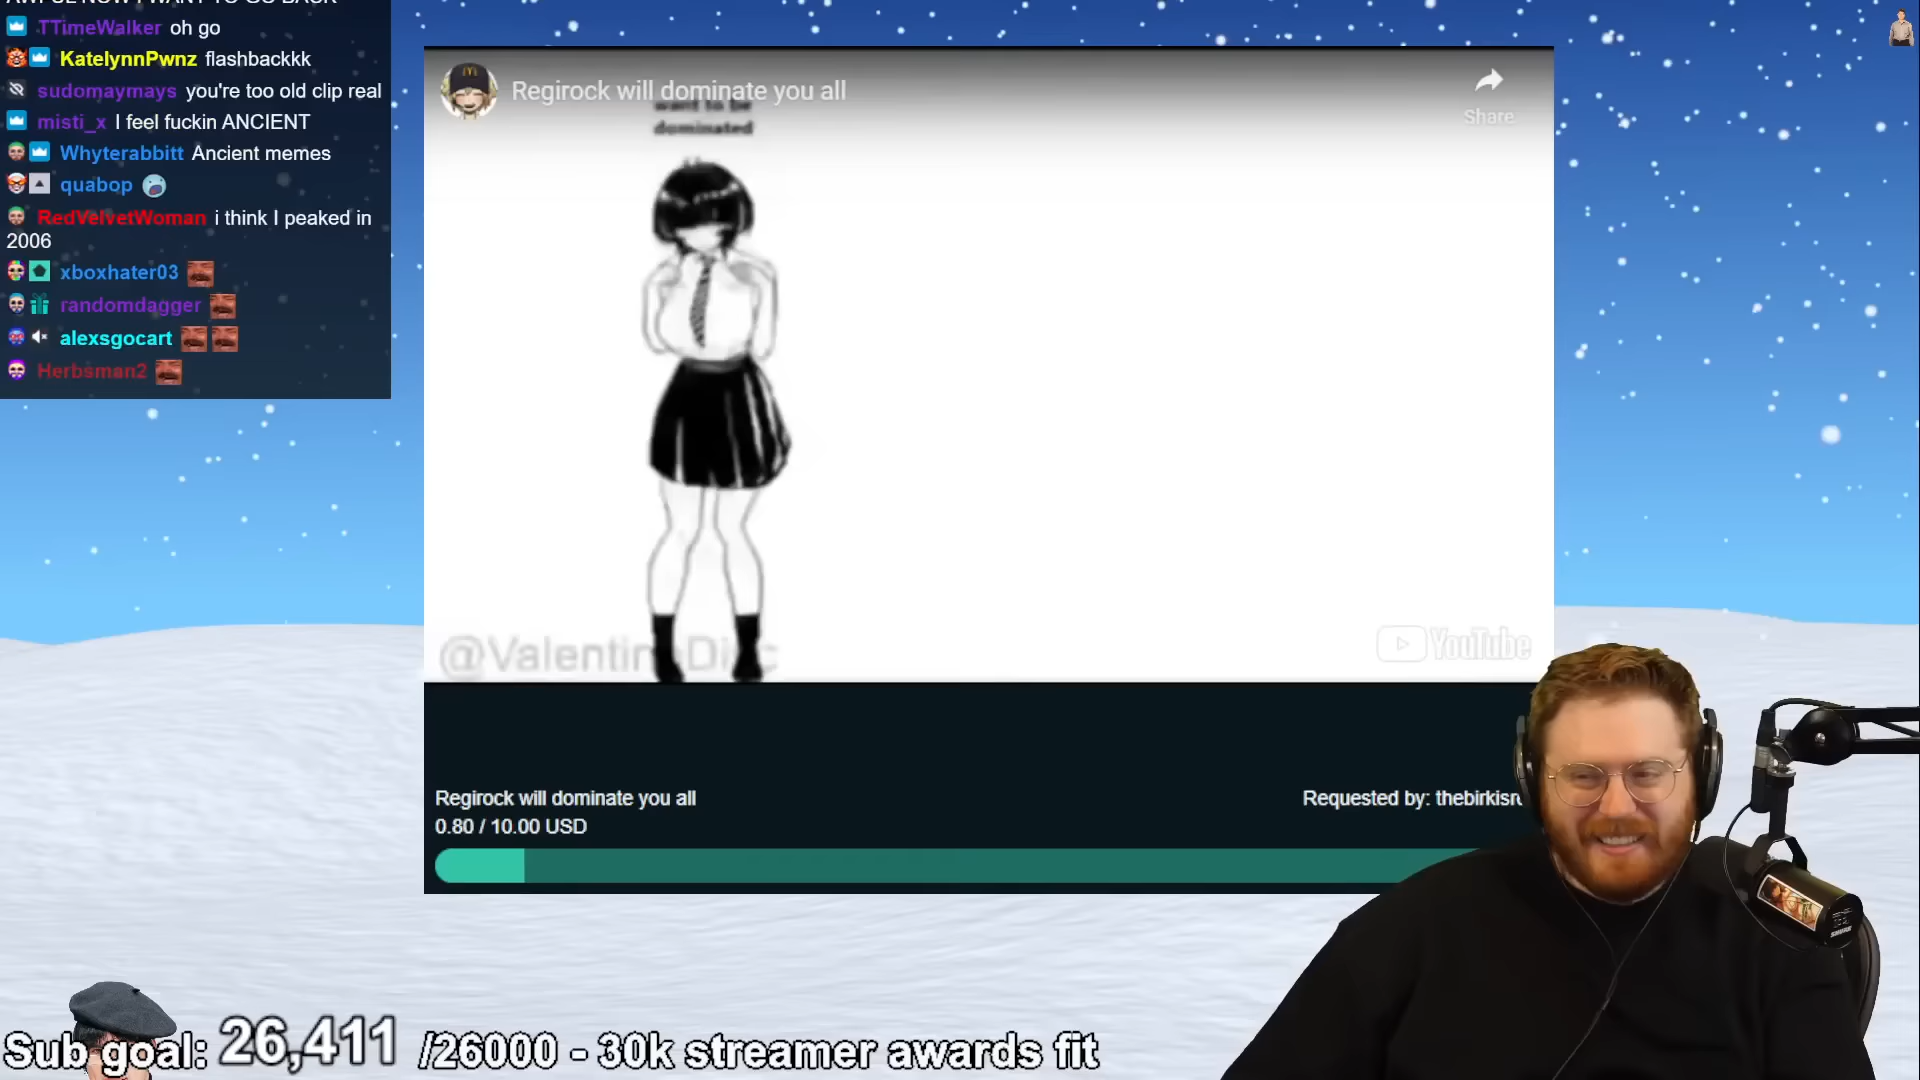 TTimeWalker oh go
KatelynnPwnz flashbackkk
sudomaymays you're too old clip real
misti_x I feel fuckin ANCIENT
Whyterabbitt Ancient memes
quabop
RedVelvetWoman i think I peaked in
2006
xboxhater03
randomdagger
alexsgocart
Herbsman2
Regirock will dominate you all
Share
want to be
dominated
YouTube
Regirock will dominate you all
Requested by: thebirkisr
0.80 / 10.00 USD
Sub goal: 26,411 /26000 - 30k streamer awards fit